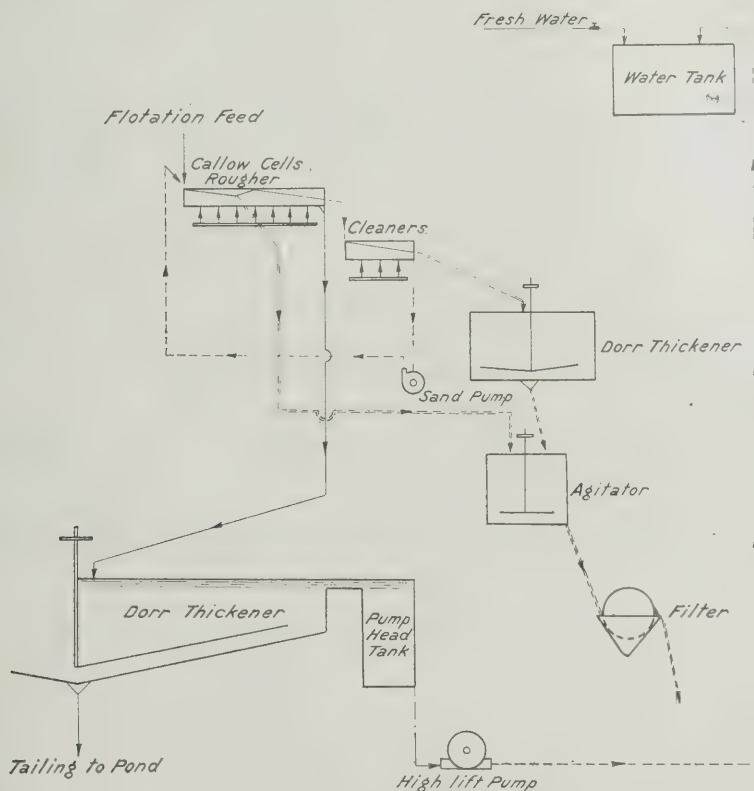 Fresh Water
Water Tank
Flotation Feed
Callow Cells
Rougher
Cleaners
Dorr Thickener
Sand Pump
Agitator
Dorr Thickener
Pump
Head
Tank
Filter
Tailing to Pond
High lift Pump